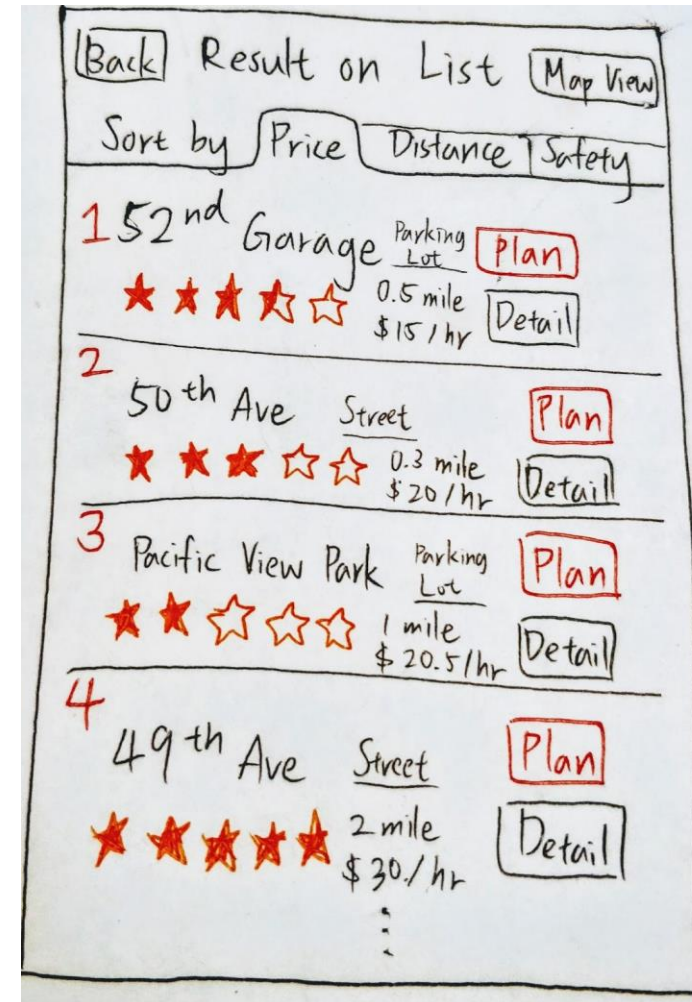 Back Result on List Map View
Sort by Price Distance Safety
1 52nd Garage Parking Lot Plan
0.5 mile
$15/hr Detail
2
50th Ave Street Plan
0.3 mile
$20/hr Detail
3
Pacific View Park Parking Lot Plan
1 mile
$20.5/hr Detail
4
49th Ave Street Plan
2 mile
$30./hr Detail